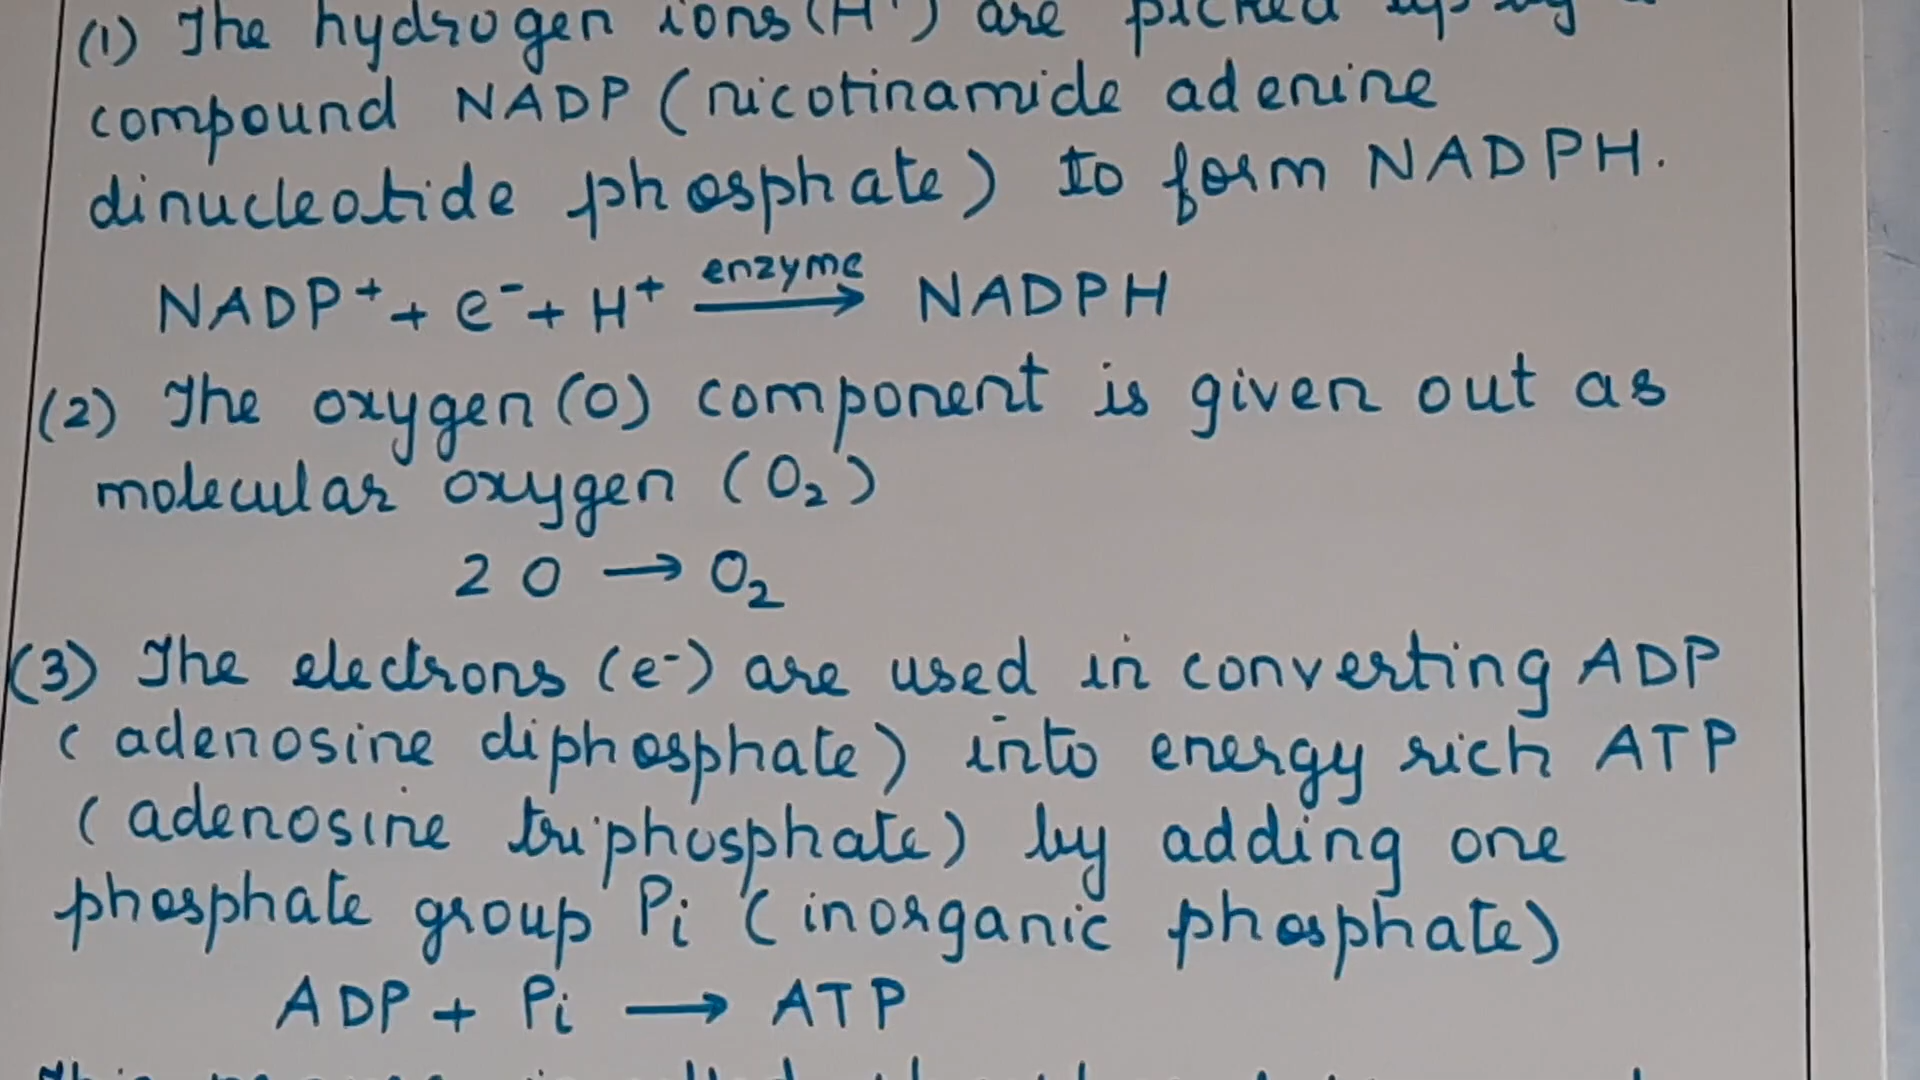 (1) The hydrogen ions (H⁺) are picked up by a
compound NADP (nicotinamide adenine
dinucleotide phosphate) to form NADPH.
NADP⁺ + e⁻ + H⁺ enzyme → NADPH
(2) The oxygen (O) component is given out as
molecular oxygen (O₂)
2 O → O₂
(3) The electrons (e⁻) are used in converting ADP
(adenosine diphosphate) into energy rich ATP
(adenosine triphosphate) by adding one
phosphate group Pi (inorganic phosphate)
ADP + Pi → ATP